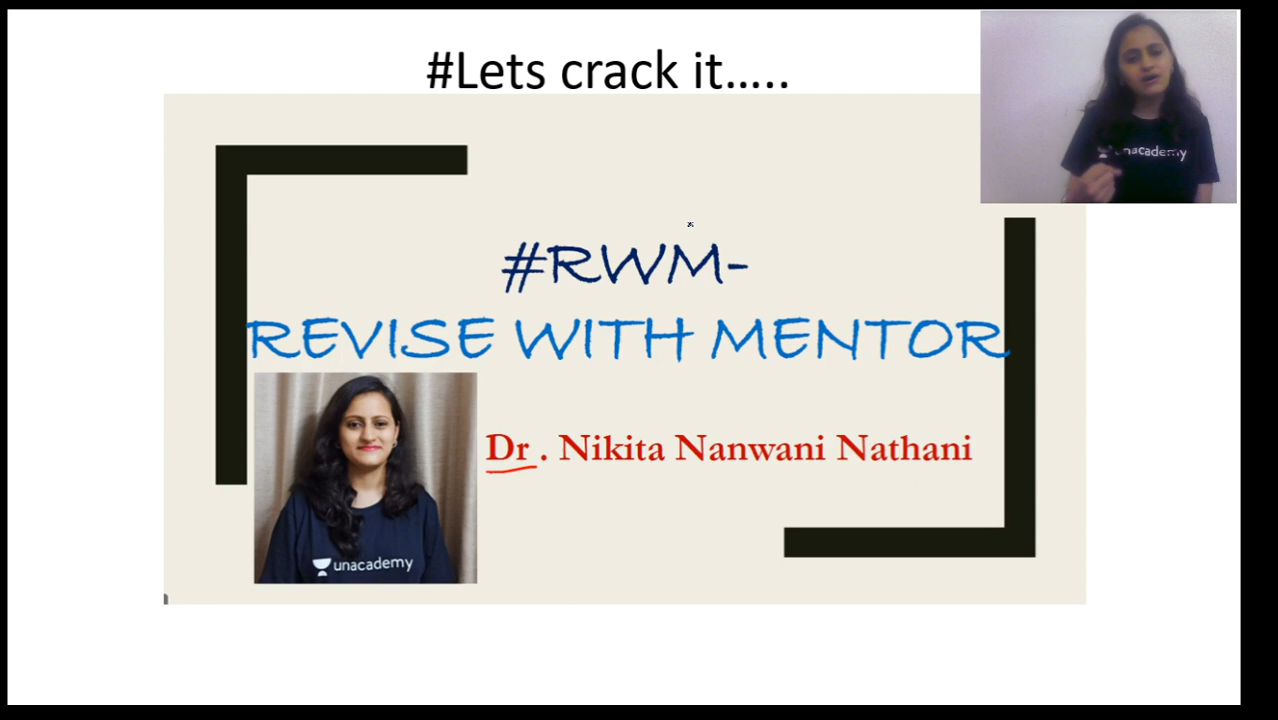 #Lets crack it…..
unacademy
#RWM-
REVISE WITH MENTOR
Dr . Nikita Nanwani Nathani
unacademy